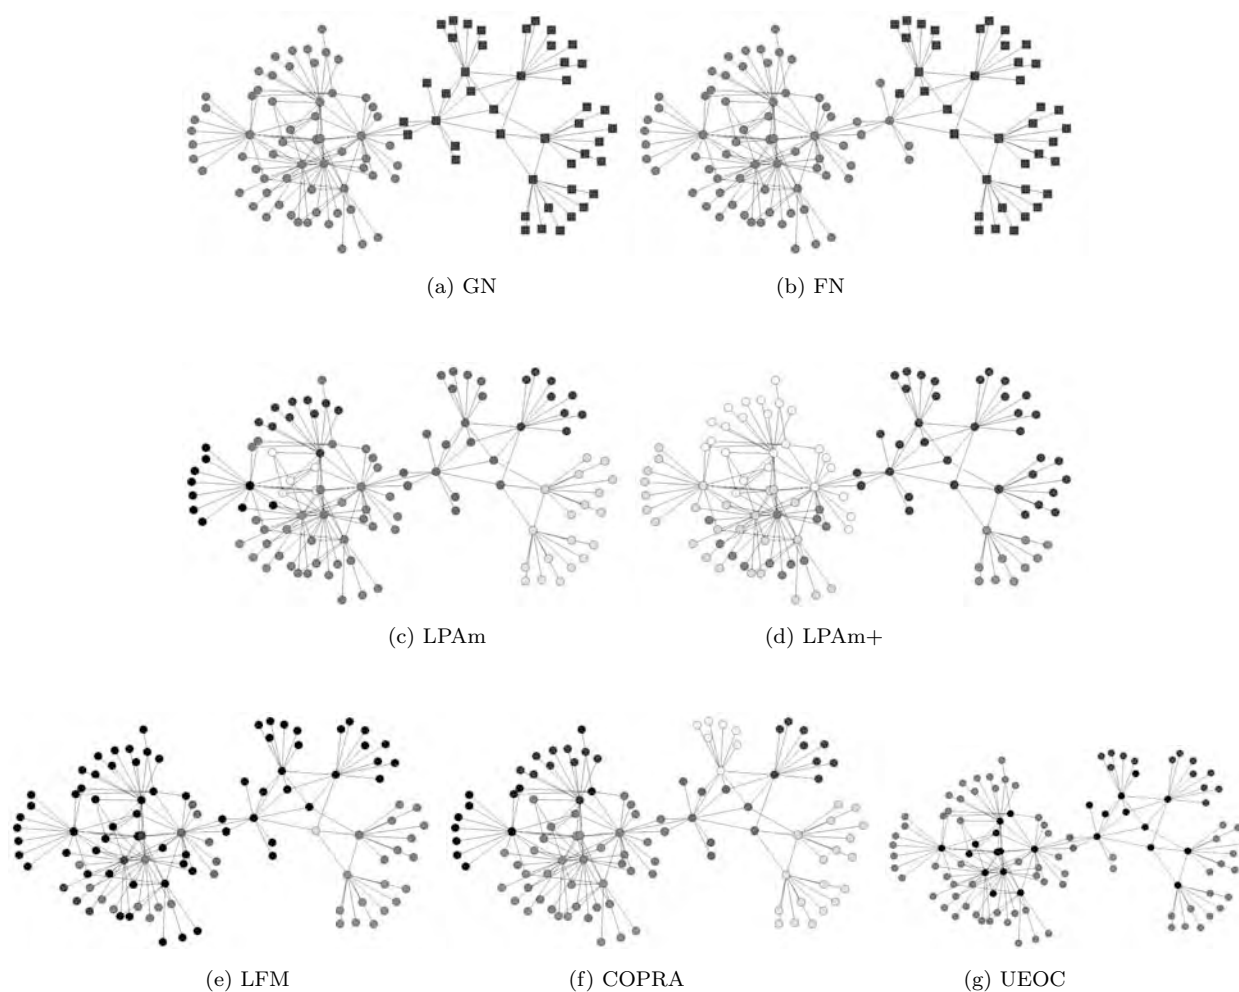 (a) GN
(b) FN
(c) LPAm
(d) LPAm+
(e) LFM
(f) COPRA
(g) UEOC